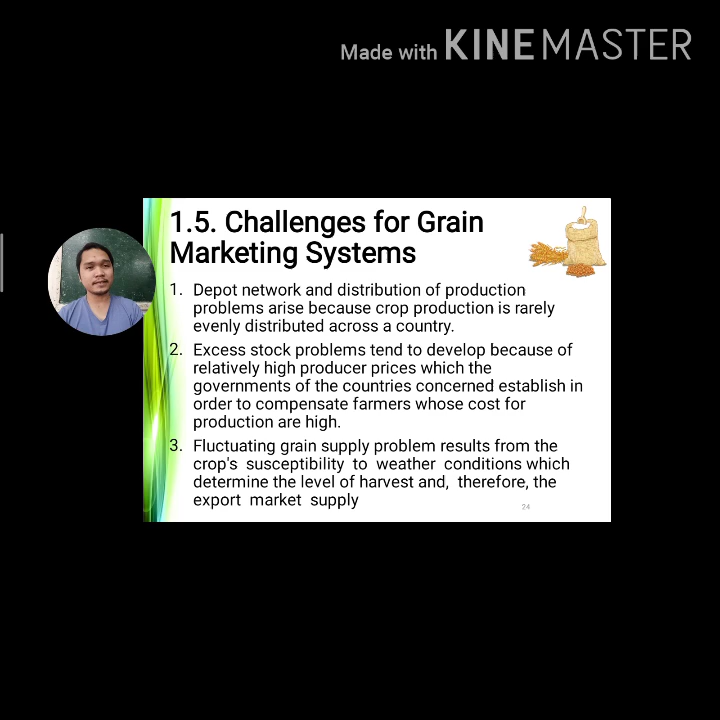 Made with KINEMASTER
1.5. Challenges for Grain
Marketing Systems
1. Depot network and distribution of production
problems arise because crop production is rarely
evenly distributed across a country.
2. Excess stock problems tend to develop because of
relatively high producer prices which the
governments of the countries concerned establish in
order to compensate farmers whose cost for
production are high.
3. Fluctuating grain supply problem results from the
crop's susceptibility to weather conditions which
determine the level of harvest and, therefore, the
export market supply
24